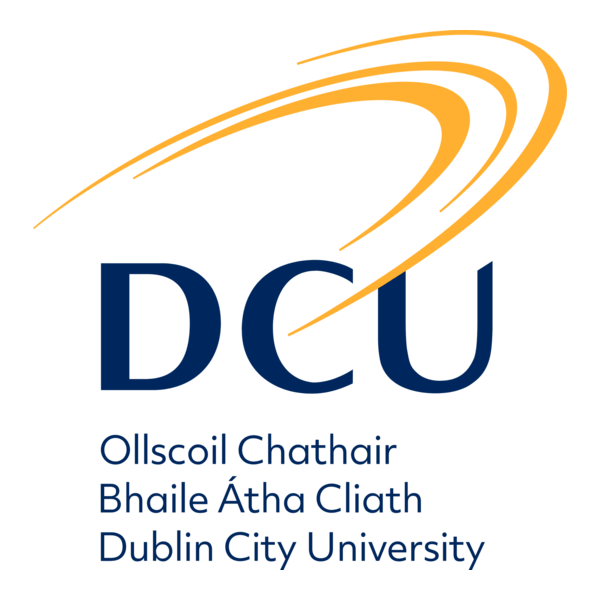 DCU
Ollscoil Chathair
Bhaile Átha Cliath
Dublin City University